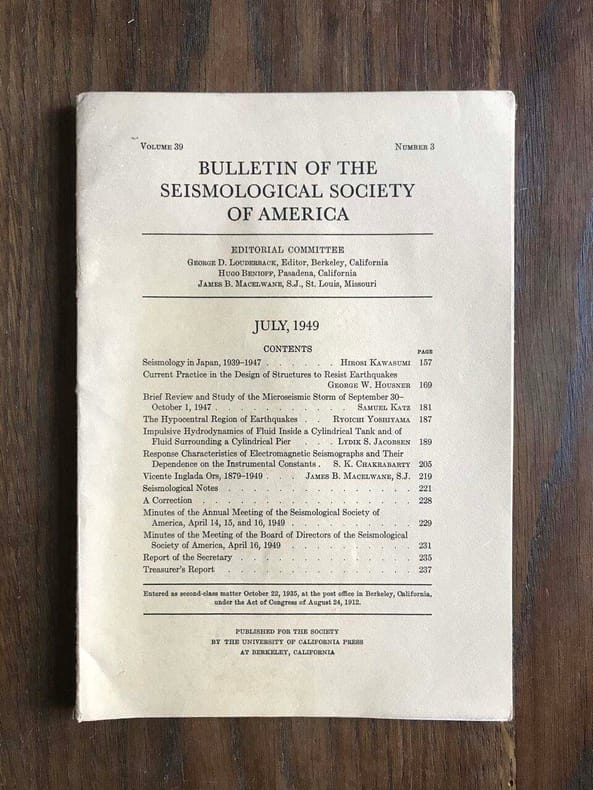 VOLUME 39 NUMBER 3
BULLETIN OF THE
SEISMOLOGICAL SOCIETY
OF AMERICA
EDITORIAL COMMITTEE
GEORGE D. LOUDERBACK, Editor, Berkeley, California
HUGO BENIOFF, Pasadena, California
JAMES B. MACELWANE, S.J., St. Louis, Missouri
JULY, 1949
CONTENTS
PAGE
Seismology in Japan, 1939–1947 . . . . . . HIROSI KAWASUMI 157
Current Practice in the Design of Structures to Resist Earthquakes
GEORGE W. HOUSNER 169
Brief Review and Study of the Microseismic Storm of September 30–
October 1, 1947 . . . . . . . . . . . SAMUEL KATZ 181
The Hypocentral Region of Earthquakes . . RYOICHI YOSHIYAMA 187
Impulsive Hydrodynamics of Fluid Inside a Cylindrical Tank and of
Fluid Surrounding a Cylindrical Pier . . . LYDIK S. JACOBSEN 189
Response Characteristics of Electromagnetic Seismographs and Their
Dependence on the Instrumental Constants . S. K. CHAKRABARTY 205
Vicente Inglada Ors, 1879–1949 . . . JAMES B. MACELWANE, S.J. 219
Seismological Notes . . . . . . . . . . . . . . . 221
A Correction . . . . . . . . . . . . . . . . . 228
Minutes of the Annual Meeting of the Seismological Society of
America, April 14, 15, and 16, 1949 . . . . . . . . . . 229
Minutes of the Meeting of the Board of Directors of the Seismological
Society of America, April 16, 1949 . . . . . . . . . . 231
Report of the Secretary . . . . . . . . . . . . . . 235
Treasurer's Report . . . . . . . . . . . . . . . 237
Entered as second-class matter October 22, 1935, at the post office in Berkeley, California,
under the Act of Congress of August 24, 1912.
PUBLISHED FOR THE SOCIETY
BY THE UNIVERSITY OF CALIFORNIA PRESS
AT BERKELEY, CALIFORNIA